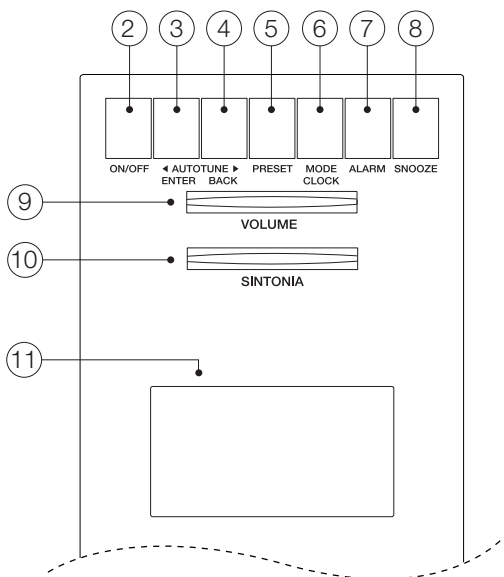 2 3 4 5 6 7 8
ON/OFF ◄ AUTOTUNE ► PRESET MODE ALARM SNOOZE
ENTER BACK CLOCK
9
VOLUME
10
SINTONIA
11